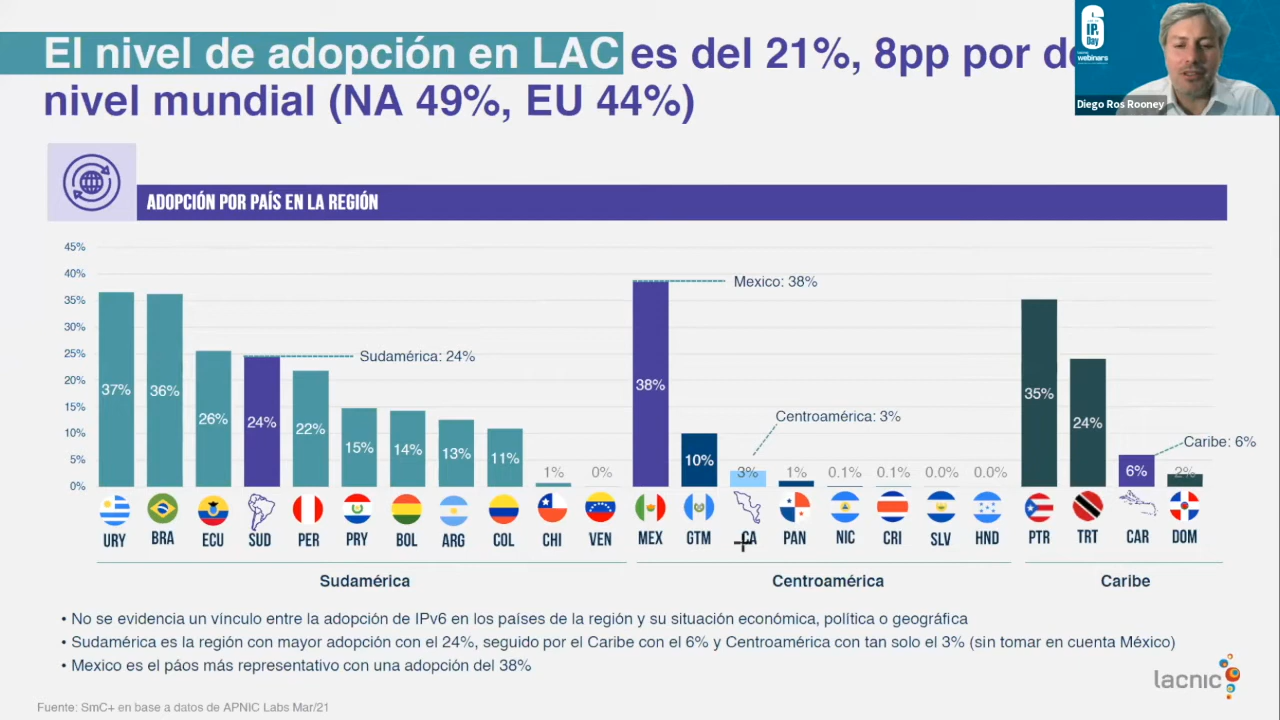 El nivel de adopción en LAC es del 21%, 8pp por
nivel mundial (NA 49%, EU 44%)
IP
Day
webinars
Diego Ros Rooney
ADOPCIÓN POR PAÍS EN LA REGIÓN
45%
40%
35%
30%
25%
20%
15%
10%
5%
0%
37%
36%
26%
24%
Sudamérica: 24%
22%
15%
14%
13%
11%
1%
0%
38%
Mexico: 38%
10%
3%
Centroamérica: 3%
1%
0.1%
0.1%
0.0%
0.0%
35%
24%
6%
Caribe: 6%
2%
URY BRA ECU SUD PER PRY BOL ARG COL CHI VEN MEX GTM CA PAN NIC CRI SLV HND PTR TRT CAR DOM
Sudamérica Centroamérica Caribe
• No se evidencia un vínculo entre la adopción de IPv6 en los países de la región y su situación económica, política o geográfica
• Sudamérica es la región con mayor adopción con el 24%, seguido por el Caribe con el 6% y Centroamérica con tan solo el 3% (sin tomar en cuenta México)
• Mexico es el páos más representativo con una adopción del 38%
lacnic
Fuente: SmC+ en base a datos de APNIC Labs Mar/21